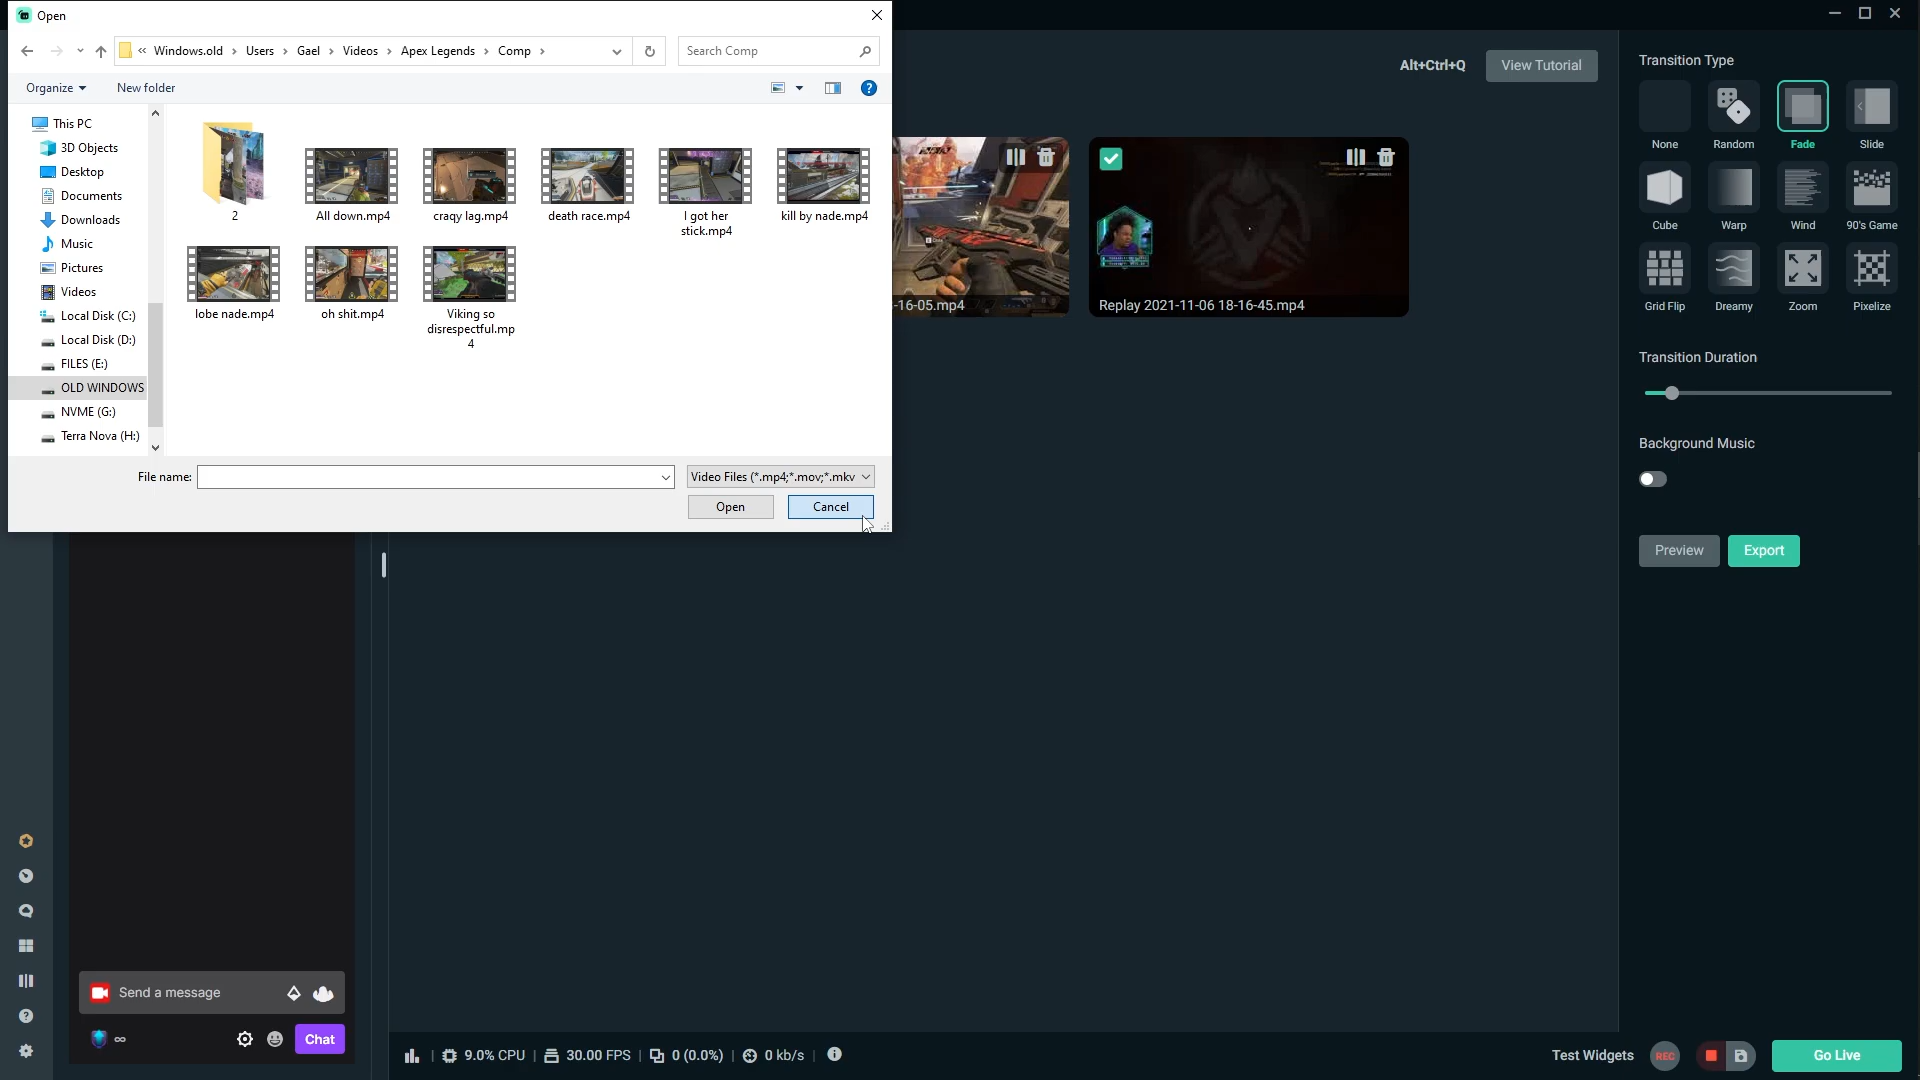 Open
« Windows.old › Users › Gael › Videos › Apex Legends › Comp ›
Search Comp
Organize
New folder
This PC
3D Objects
Desktop
Documents
Downloads
Music
Pictures
Videos
Local Disk (C:)
Local Disk (D:)
FILES (E:)
OLD WINDOWS
NVME (G:)
Terra Nova (H:)
2
All down.mp4
craqy lag.mp4
death race.mp4
I got her
stick.mp4
kill by nade.mp4
lobe nade.mp4
oh shit.mp4
Viking so
disrespectful.mp
4
File name:
Video Files (*.mp4;*.mov;*.mkv
Open
Cancel
Alt+Ctrl+Q
View Tutorial
-16-05.mp4
Replay 2021-11-06 18-16-45.mp4
Transition Type
None
Random
Fade
Slide
Cube
Warp
Wind
90's Game
Grid Flip
Dreamy
Zoom
Pixelize
Transition Duration
Background Music
Preview
Export
Send a message
∞
Chat
9.0% CPU
30.00 FPS
0 (0.0%)
0 kb/s
Test Widgets
REC
Go Live